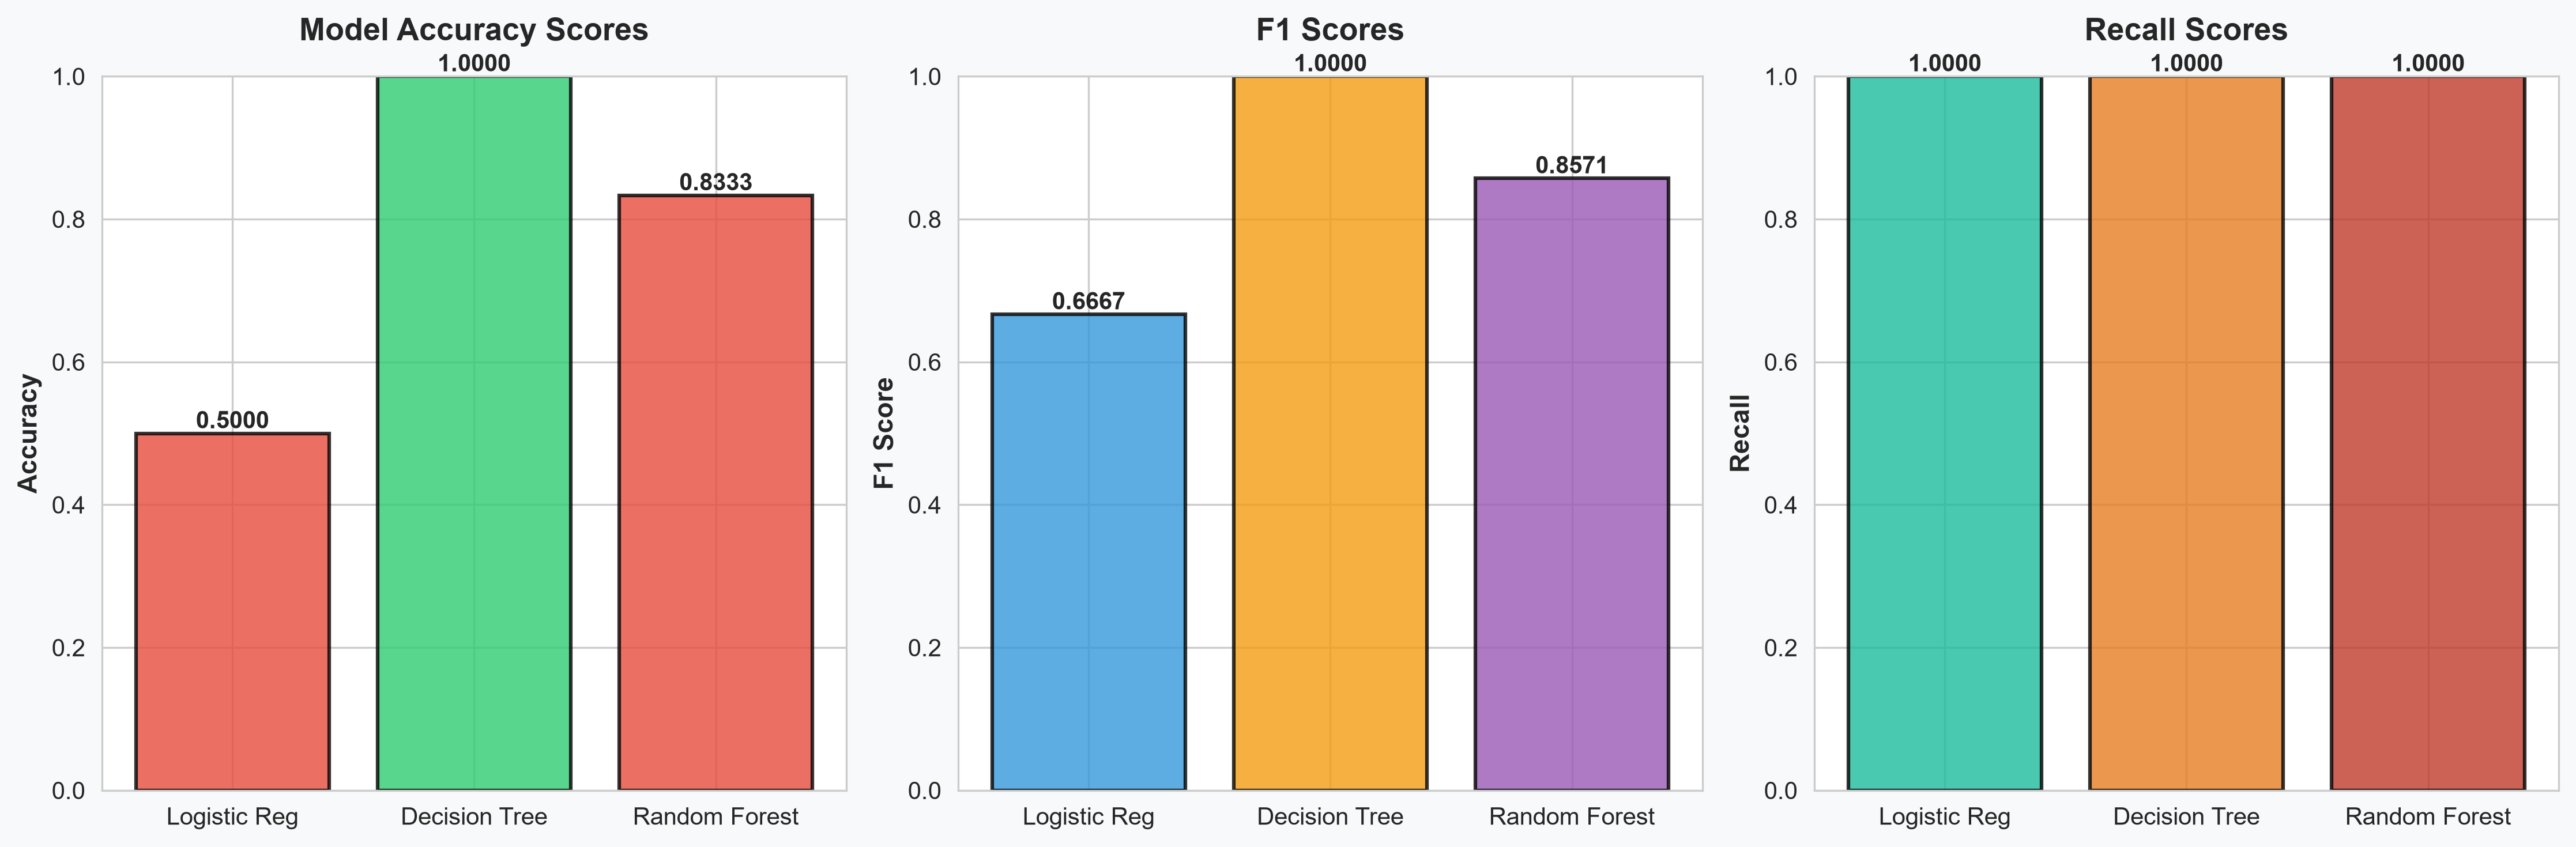 Model Accuracy Scores
Accuracy
1.0
0.8
0.6
0.4
0.2
0.0
0.5000
1.0000
0.8333
Logistic Reg
Decision Tree
Random Forest
F1 Scores
F1 Score
1.0
0.8
0.6
0.4
0.2
0.0
0.6667
1.0000
0.8571
Logistic Reg
Decision Tree
Random Forest
Recall Scores
Recall
1.0
0.8
0.6
0.4
0.2
0.0
1.0000
1.0000
1.0000
Logistic Reg
Decision Tree
Random Forest